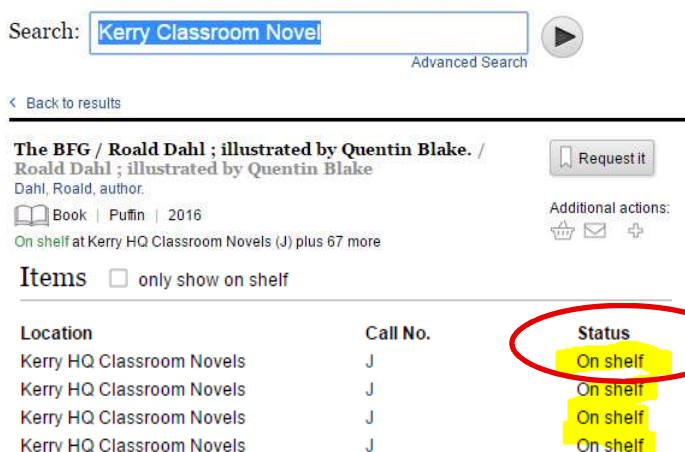 Search: Kerry Classroom Novel
Advanced Search
< Back to results
The BFG / Roald Dahl ; illustrated by Quentin Blake. /
Roald Dahl ; illustrated by Quentin Blake
Dahl, Roald, author.
Book | Puffin | 2016
On shelf at Kerry HQ Classroom Novels (J) plus 67 more
Request it
Additional actions:
Items only show on shelf
Location Call No. Status
Kerry HQ Classroom Novels J On shelf
Kerry HQ Classroom Novels J On shelf
Kerry HQ Classroom Novels J On shelf
Kerry HQ Classroom Novels J On shelf